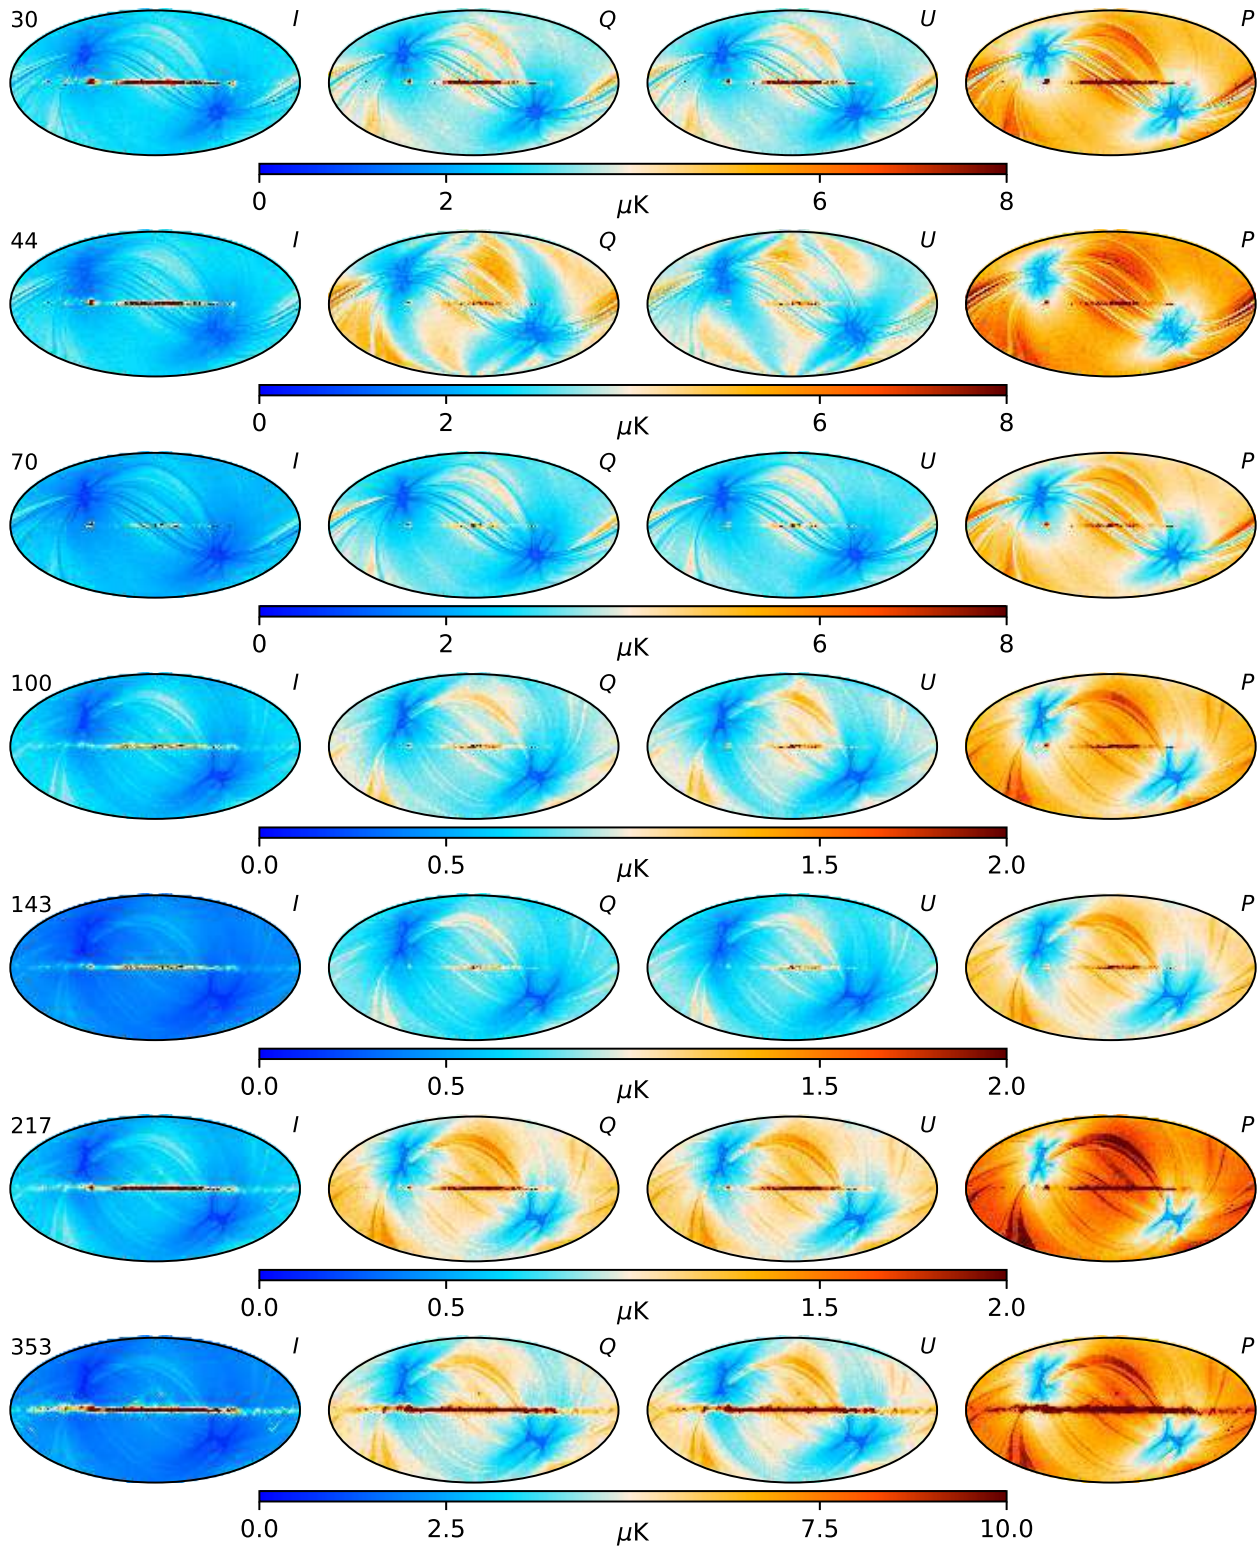 30 I Q U P
0 2 6 8
μK
44 I Q U P
0 2 6 8
μK
70 I Q U P
0 2 6 8
μK
100 I Q U P
0.0 0.5 1.5 2.0
μK
143 I Q U P
0.0 0.5 1.5 2.0
μK
217 I Q U P
0.0 0.5 1.5 2.0
μK
353 I Q U P
0.0 2.5 7.5 10.0
μK